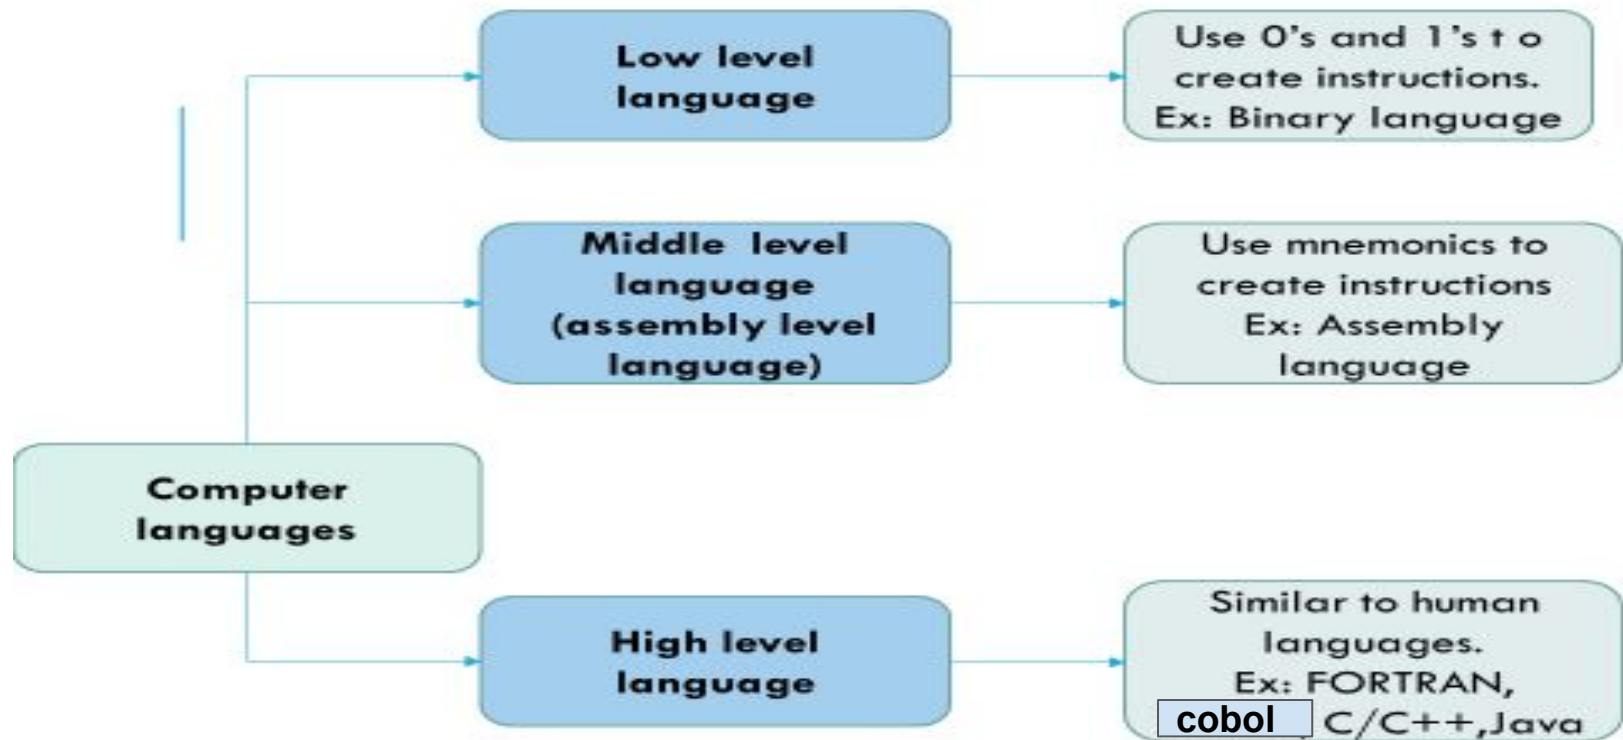 Low level
language
Use 0's and 1's t o
create instructions.
Ex: Binary language
Middle level
language
(assembly level
language)
Use mnemonics to
create instructions
Ex: Assembly
language
Computer
languages
High level
language
Similar to human
languages.
Ex: FORTRAN,
cobol , C/C++,Java